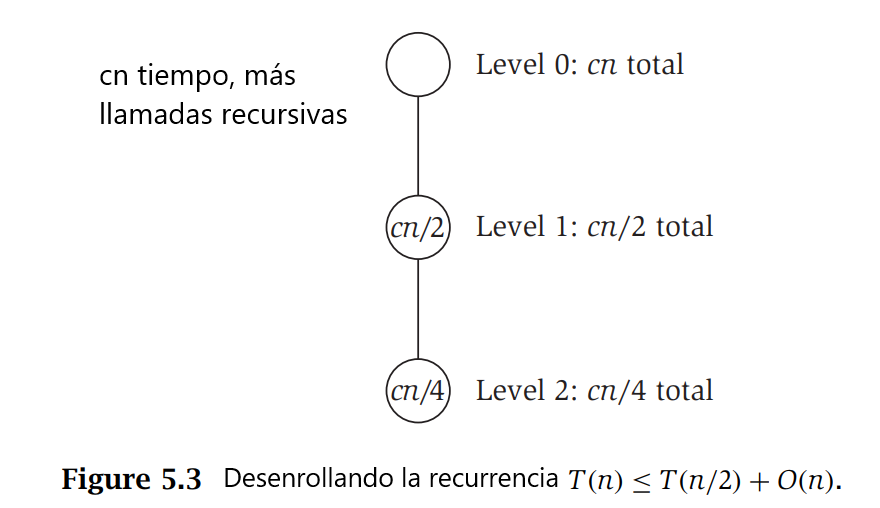 cn tiempo, más
llamadas recursivas
Level 0: cn total
cn/2
Level 1: cn/2 total
cn/4
Level 2: cn/4 total
Figure 5.3 Desenrollando la recurrencia T(n) ≤ T(n/2) + O(n).